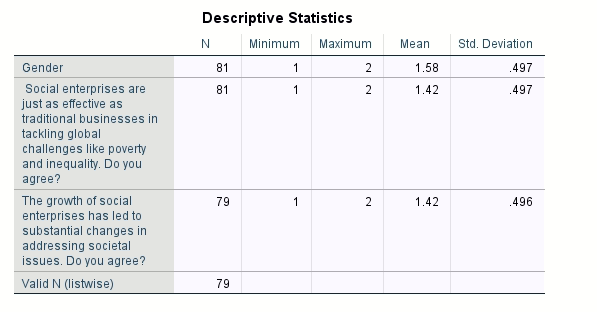 Descriptive Statistics
N Minimum Maximum Mean Std. Deviation
Gender 81 1 2 1.58 .497
Social enterprises are 81 1 2 1.42 .497
just as effective as
traditional businesses in
tackling global
challenges like poverty
and inequality. Do you
agree?
The growth of social 79 1 2 1.42 .496
enterprises has led to
substantial changes in
addressing societal
issues. Do you agree?
Valid N (listwise) 79